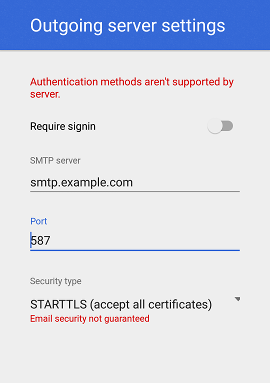 Outgoing server settings
Authentication methods aren't supported by
server.
Require signin
SMTP server
smtp.example.com
Port
587
Security type
STARTTLS (accept all certificates)
Email security not guaranteed